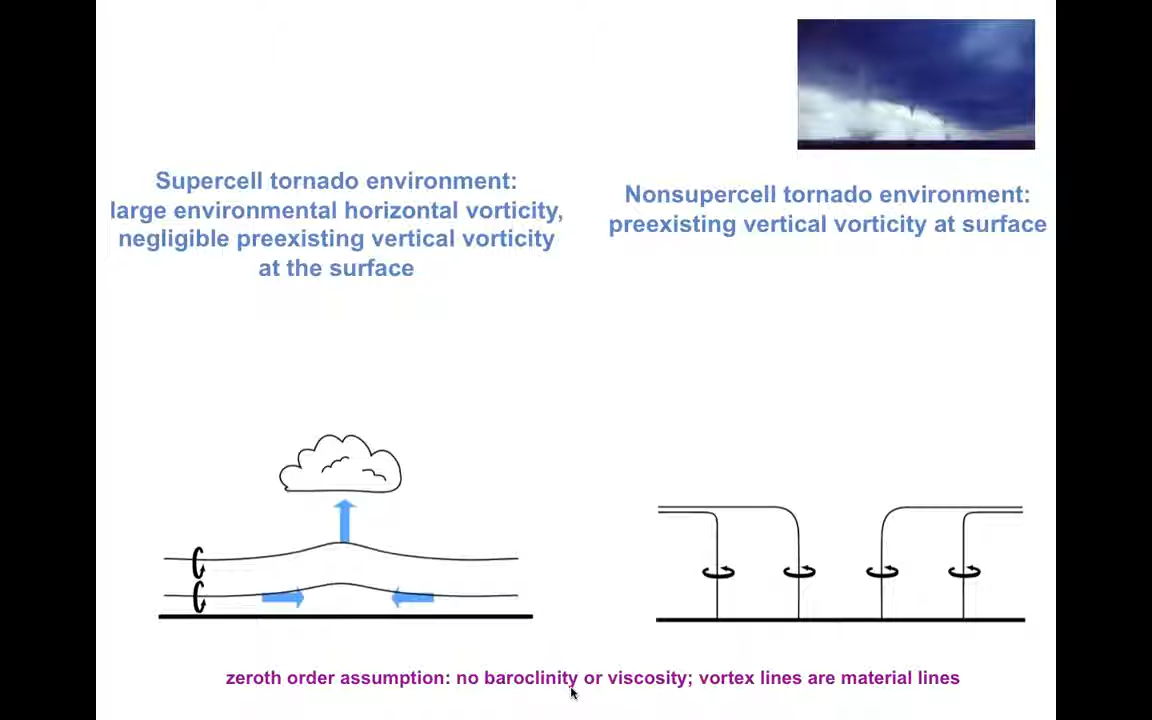 Supercell tornado environment:
large environmental horizontal vorticity,
negligible preexisting vertical vorticity
at the surface
Nonsupercell tornado environment:
preexisting vertical vorticity at surface
zeroth order assumption: no baroclinity or viscosity; vortex lines are material lines